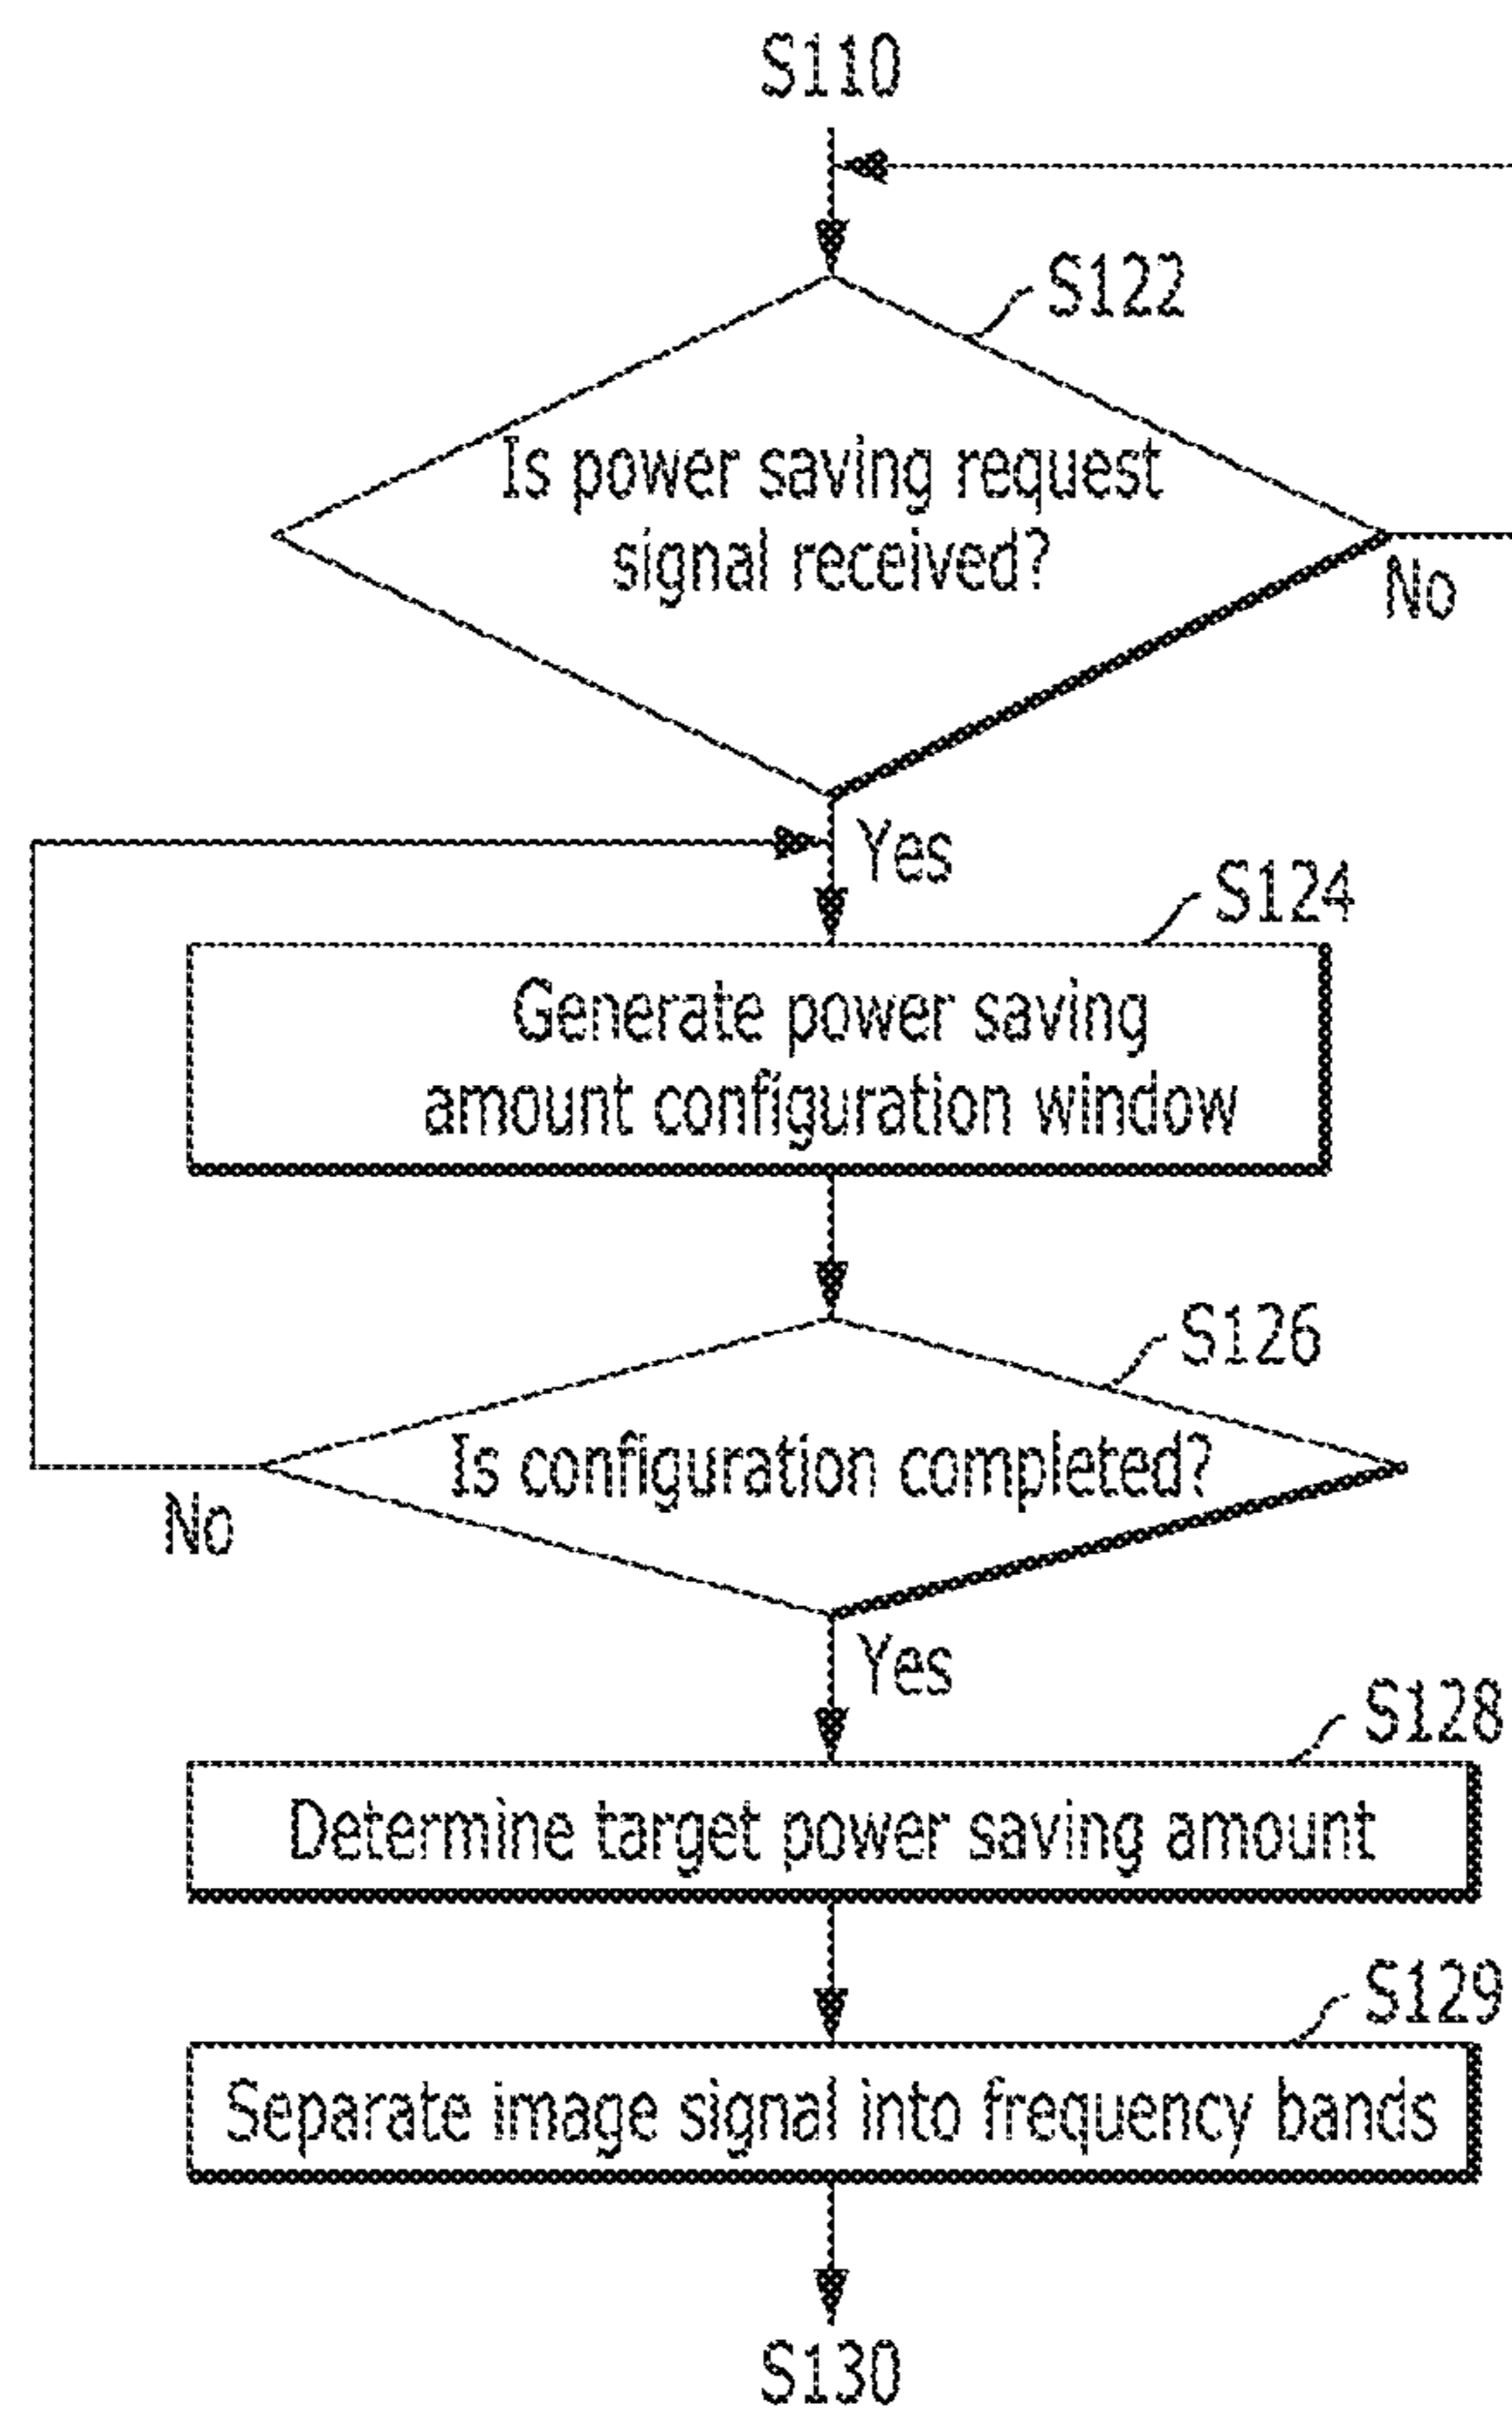 S110
S122
Is power saving request
signal received?
No
Yes
S124
Generate power saving
amount configuration window
S126
Is configuration completed?
No
Yes
S128
Determine target power saving amount
S129
Separate image signal into frequency bands
S130